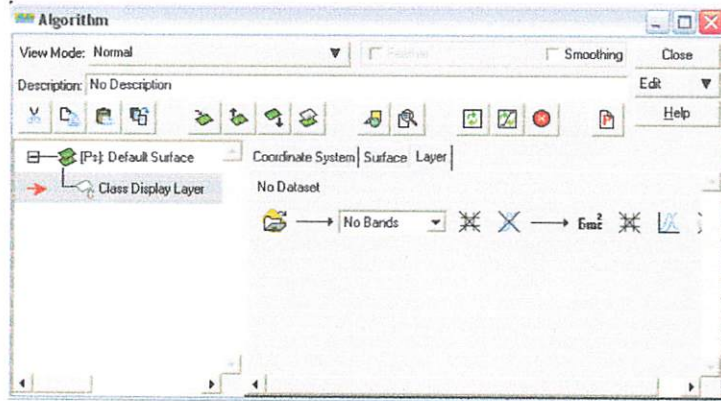 Algorithm
View Mode: Normal
Smoothing
Close
Description: No Description
Edit
Help
[Ps]: Default Surface
Class Display Layer
Coordinate System Surface Layer
No Dataset
No Bands